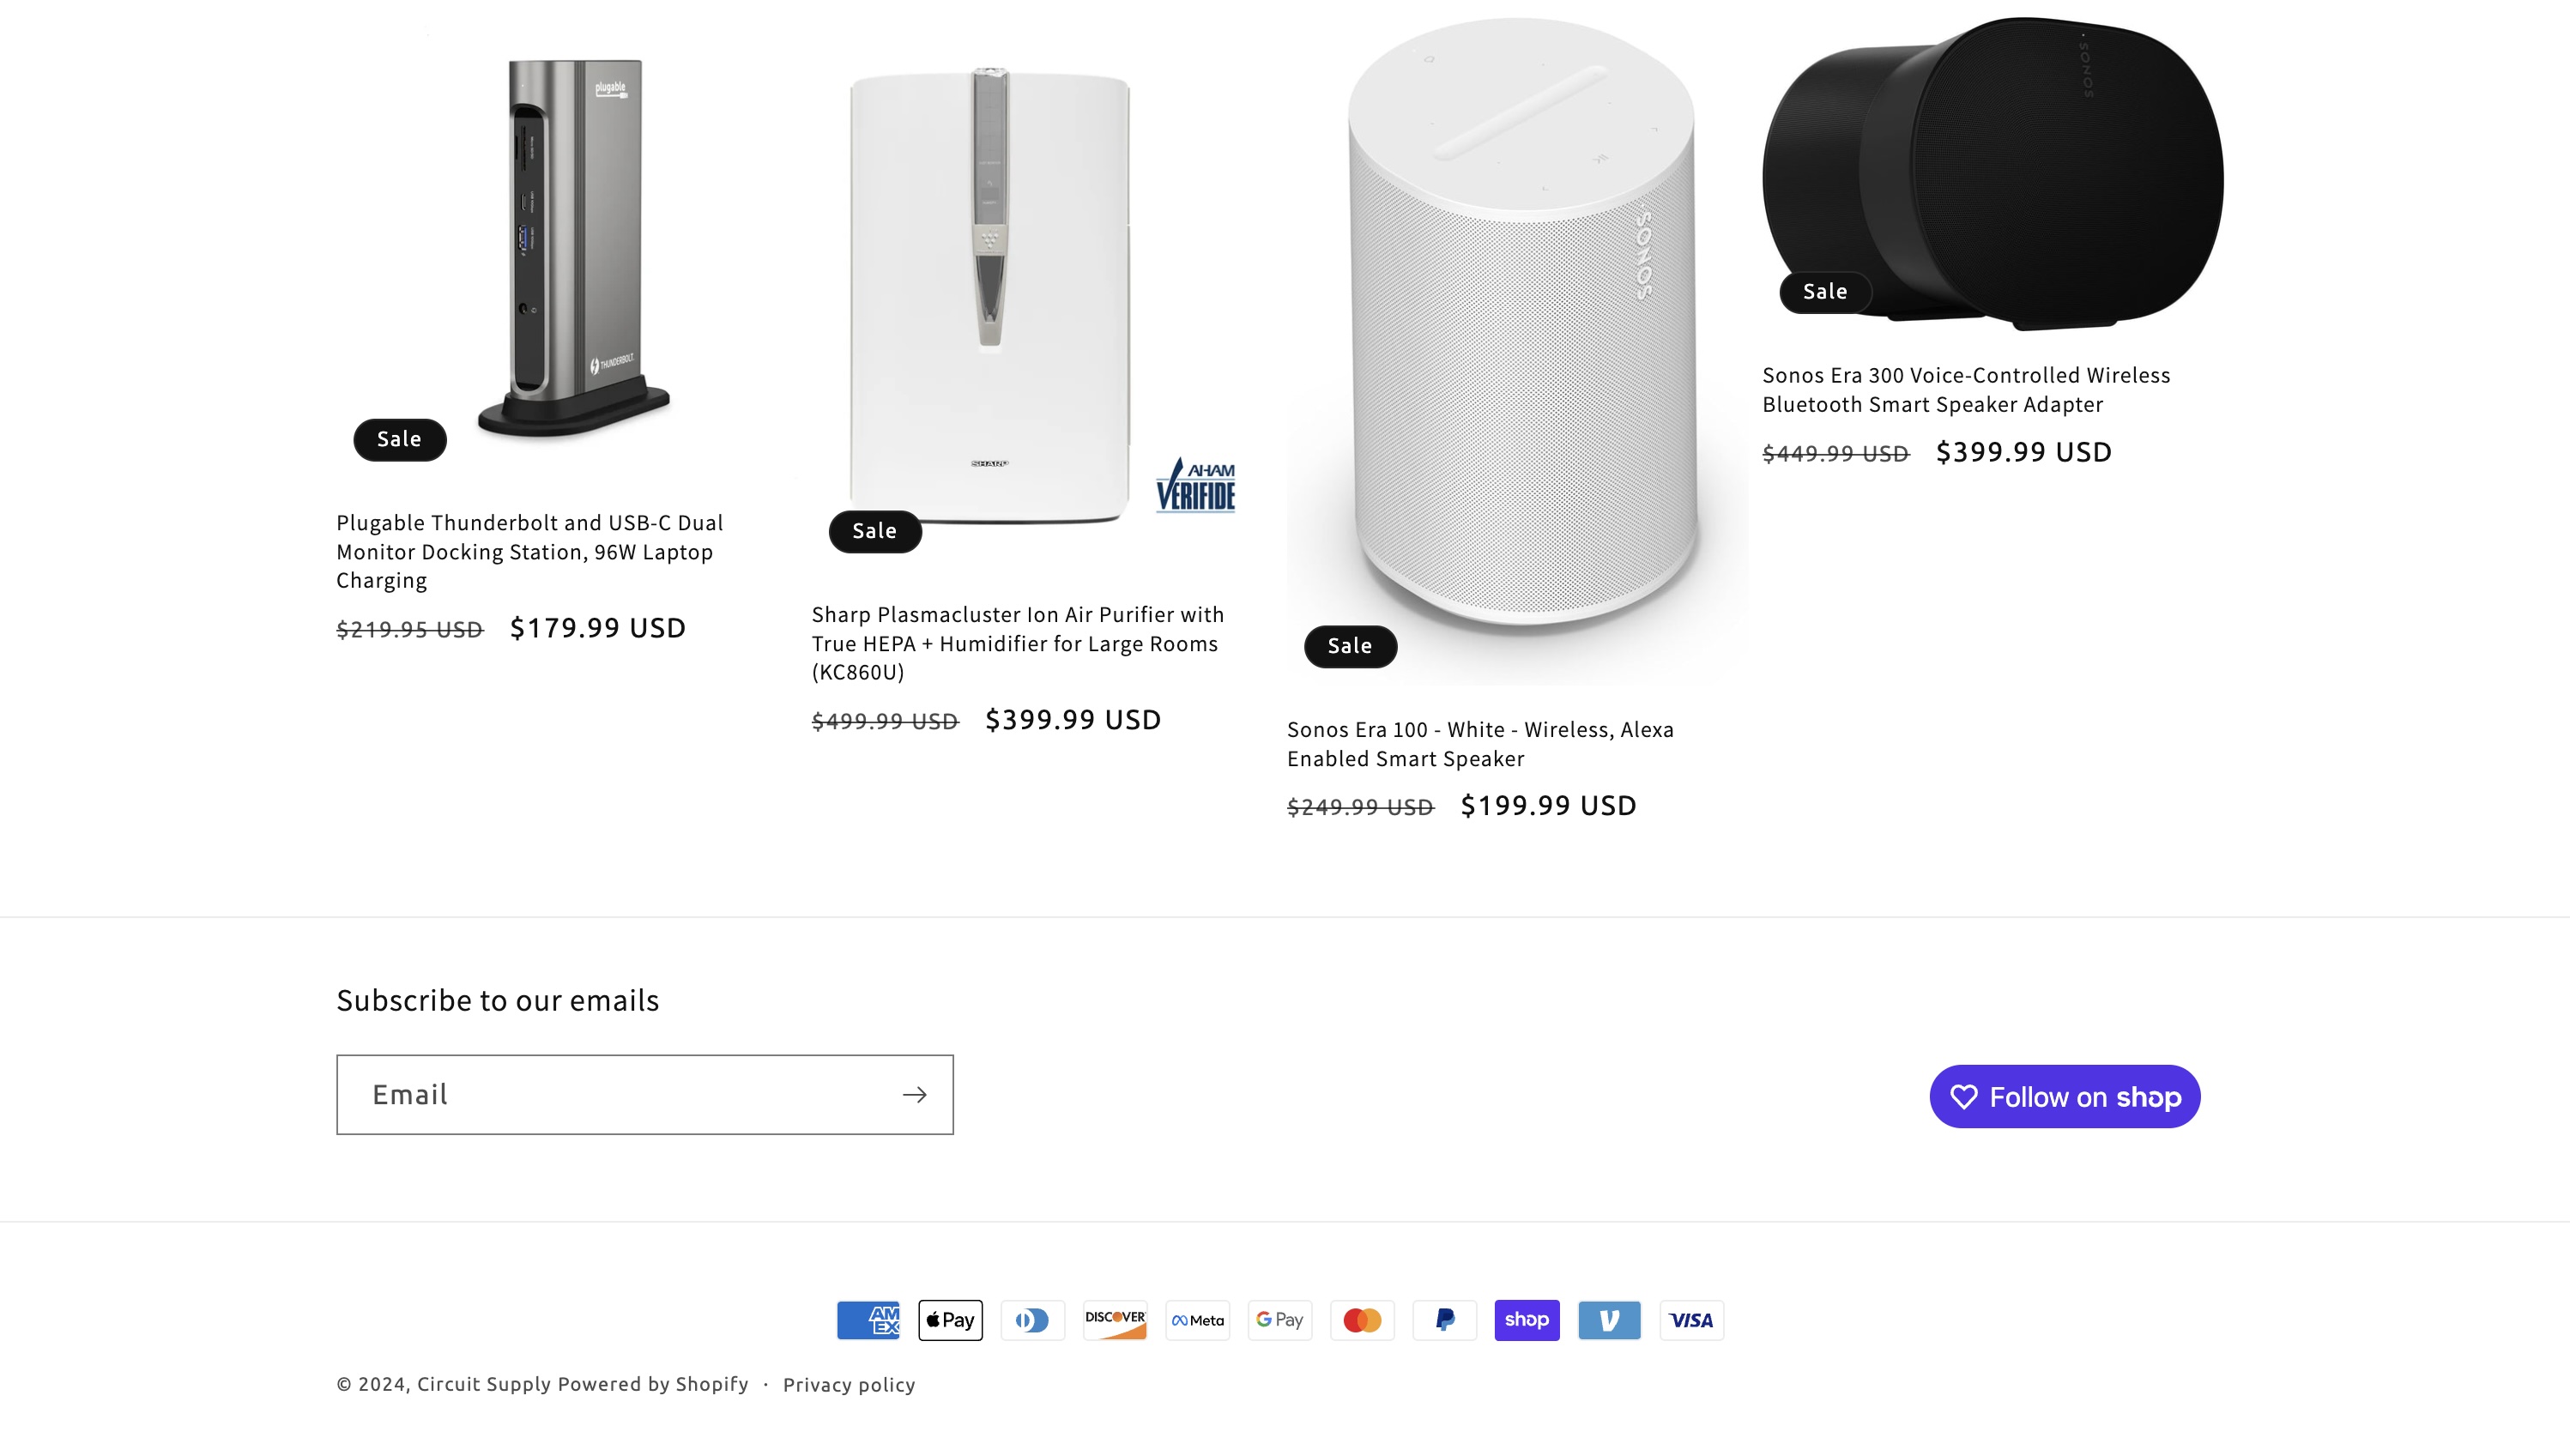 plugable
THUNDERBOLT.
Sale
Plugable Thunderbolt and USB-C Dual
Monitor Docking Station, 96W Laptop
Charging
$219.95 USD $179.99 USD
SHARP
AHAM
VERIFIDE
Sale
Sharp Plasmacluster Ion Air Purifier with
True HEPA + Humidifier for Large Rooms
(KC860U)
$499.99 USD $399.99 USD
SONOS
Sale
Sonos Era 100 - White - Wireless, Alexa
Enabled Smart Speaker
$249.99 USD $199.99 USD
SONOS
Sale
Sonos Era 300 Voice-Controlled Wireless
Bluetooth Smart Speaker Adapter
$449.99 USD $399.99 USD
Subscribe to our emails
Email
Follow on shop
AM
EX
Pay
DISCOVER
Meta
G Pay
shop
VISA
© 2024, Circuit Supply Powered by Shopify · Privacy policy